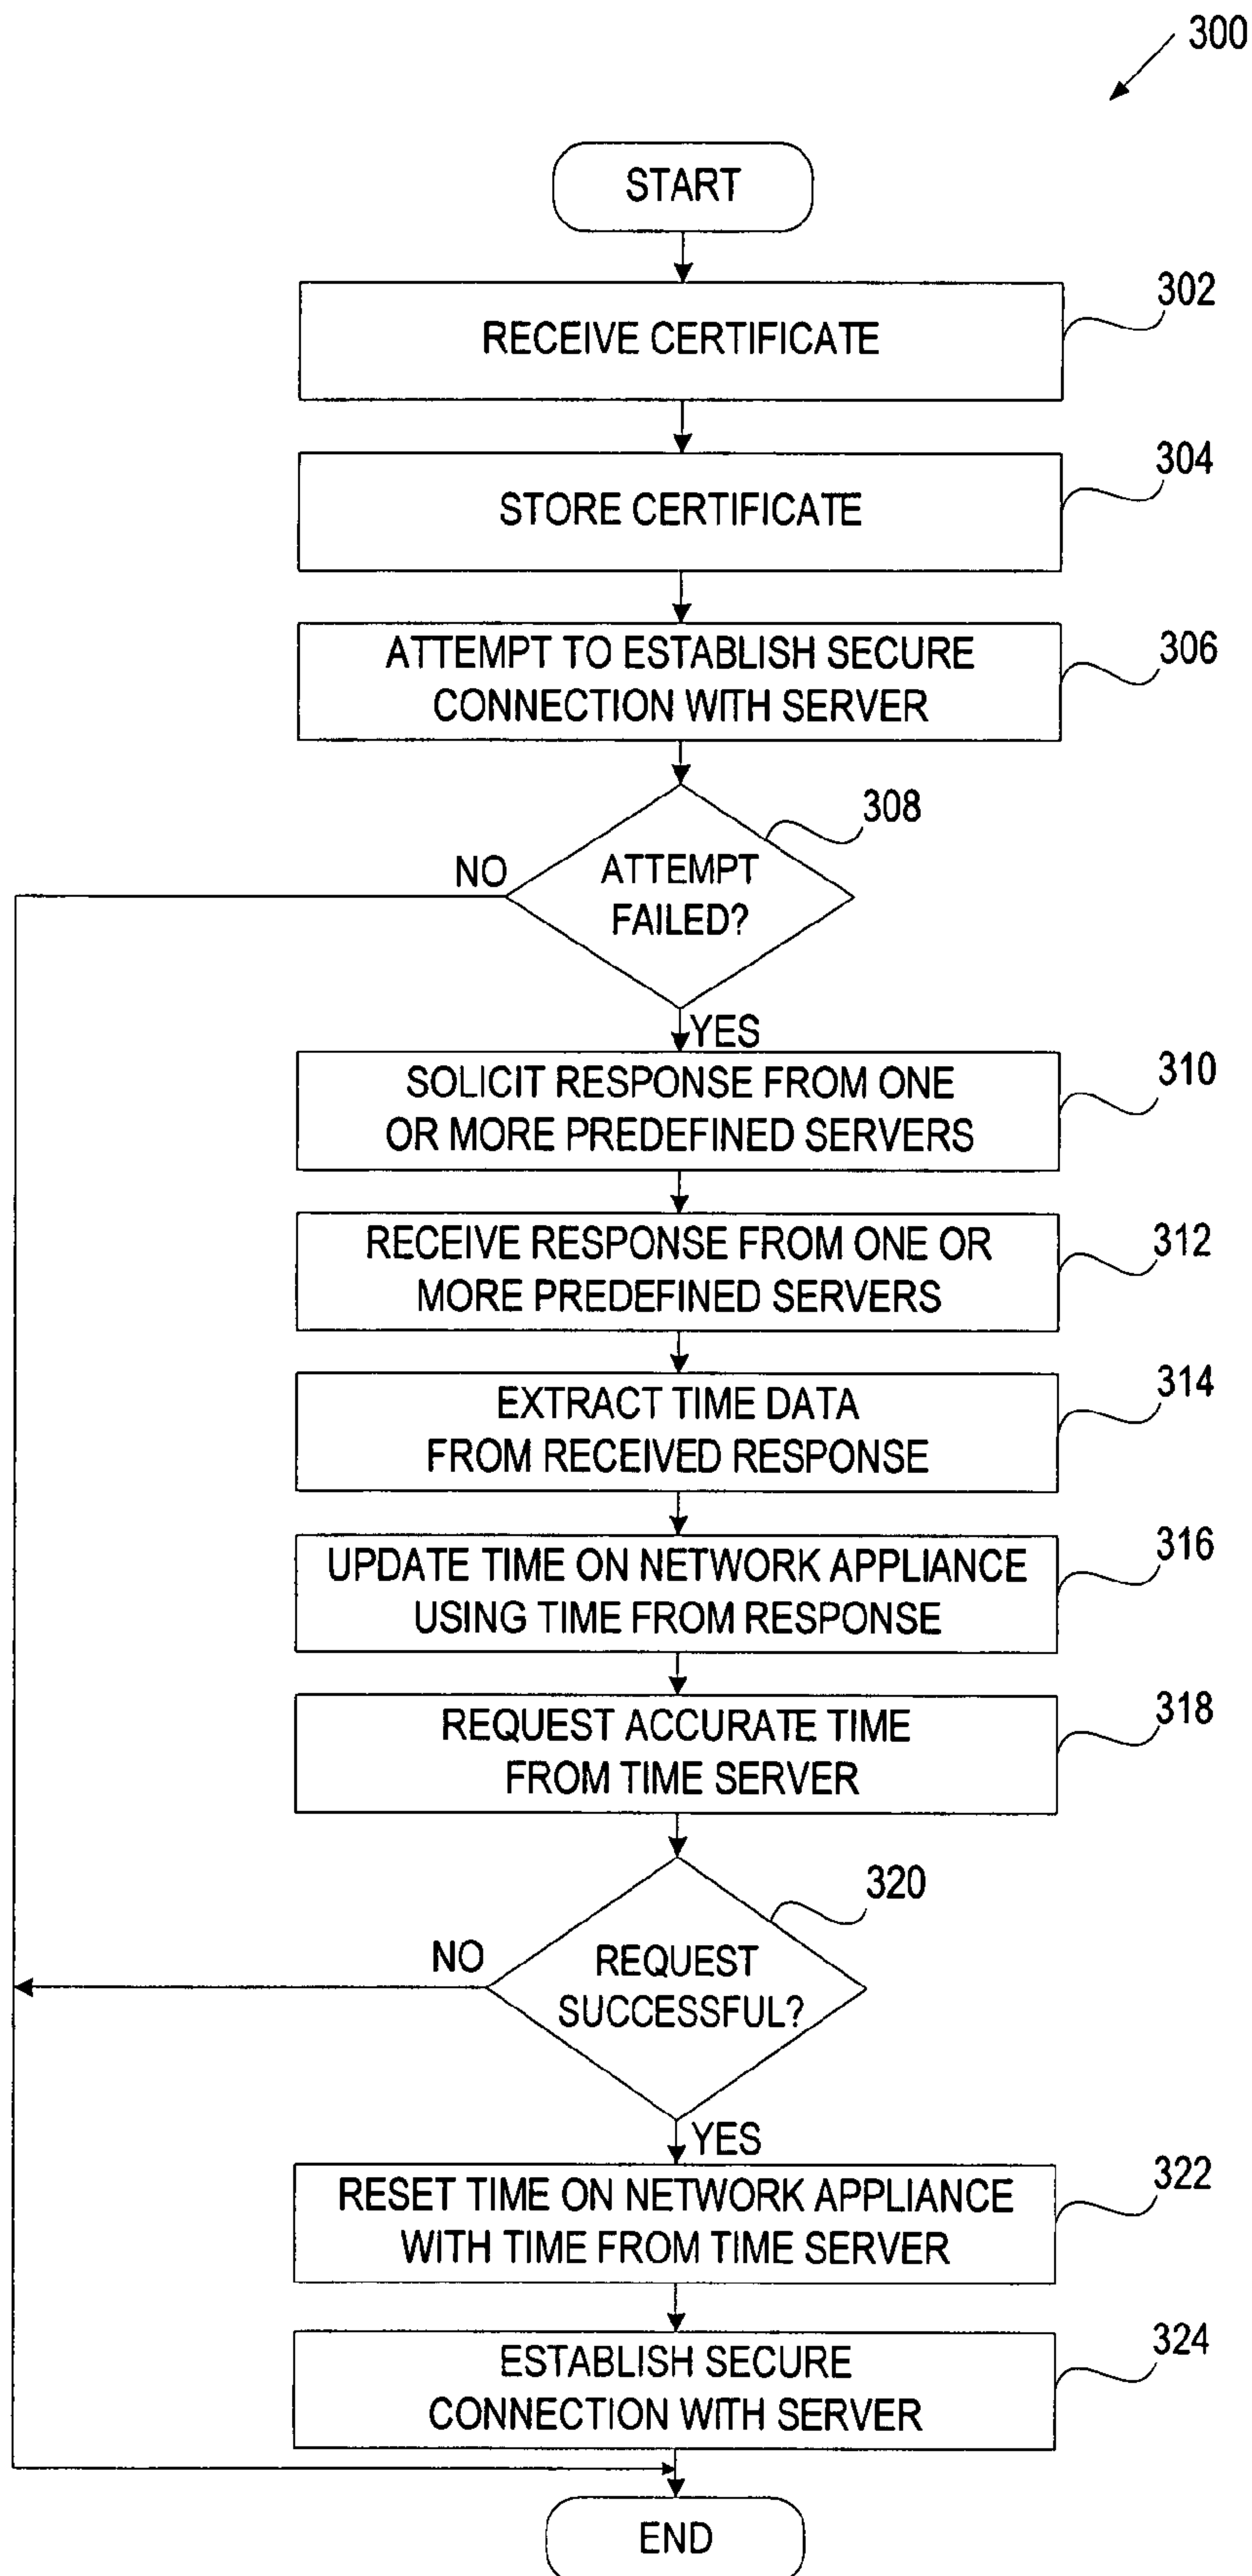 300
START
302
RECEIVE CERTIFICATE
304
STORE CERTIFICATE
306
ATTEMPT TO ESTABLISH SECURE
CONNECTION WITH SERVER
308
NO
ATTEMPT
FAILED?
YES
310
SOLICIT RESPONSE FROM ONE
OR MORE PREDEFINED SERVERS
312
RECEIVE RESPONSE FROM ONE OR
MORE PREDEFINED SERVERS
314
EXTRACT TIME DATA
FROM RECEIVED RESPONSE
316
UPDATE TIME ON NETWORK APPLIANCE
USING TIME FROM RESPONSE
318
REQUEST ACCURATE TIME
FROM TIME SERVER
320
NO
REQUEST
SUCCESSFUL?
YES
322
RESET TIME ON NETWORK APPLIANCE
WITH TIME FROM TIME SERVER
324
ESTABLISH SECURE
CONNECTION WITH SERVER
END